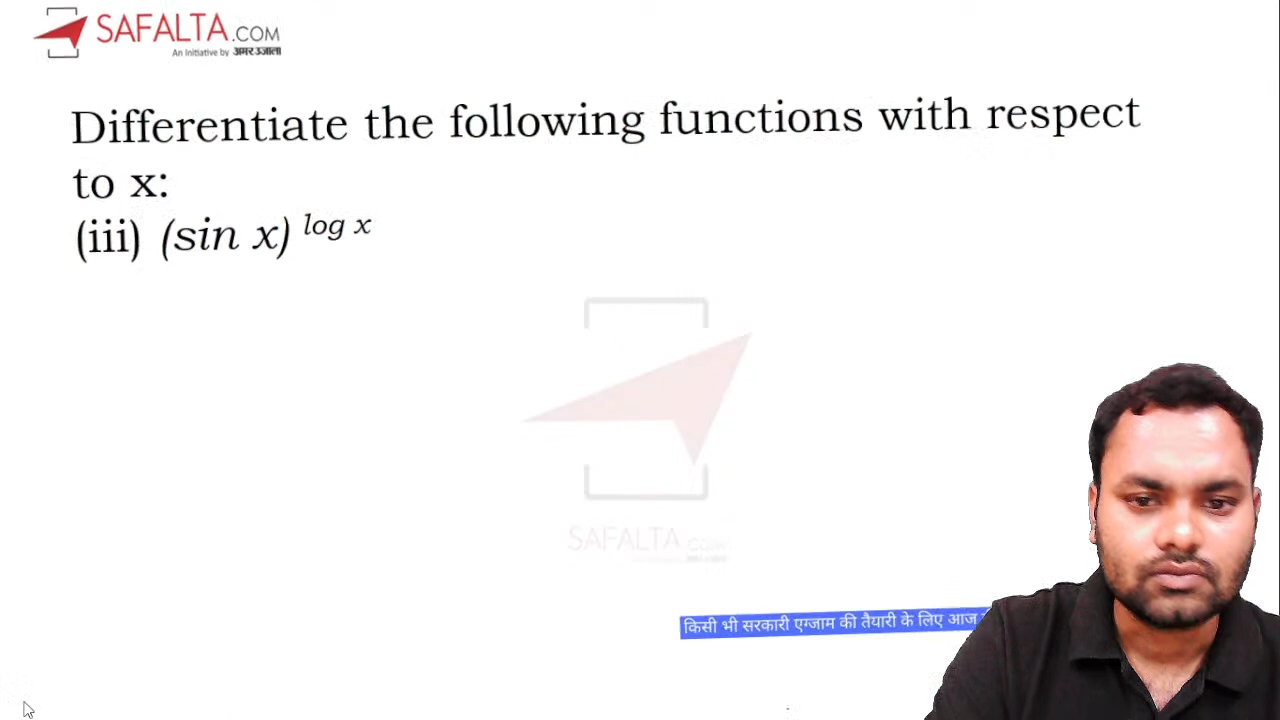 SAFALTA.COM
An Initiative by अमर उजाला
Differentiate the following functions with respect
to x:
(iii) (sin x) log x
SAFALTA
किसी भी सरकारी एग्जाम की तैयारी के लिए आज